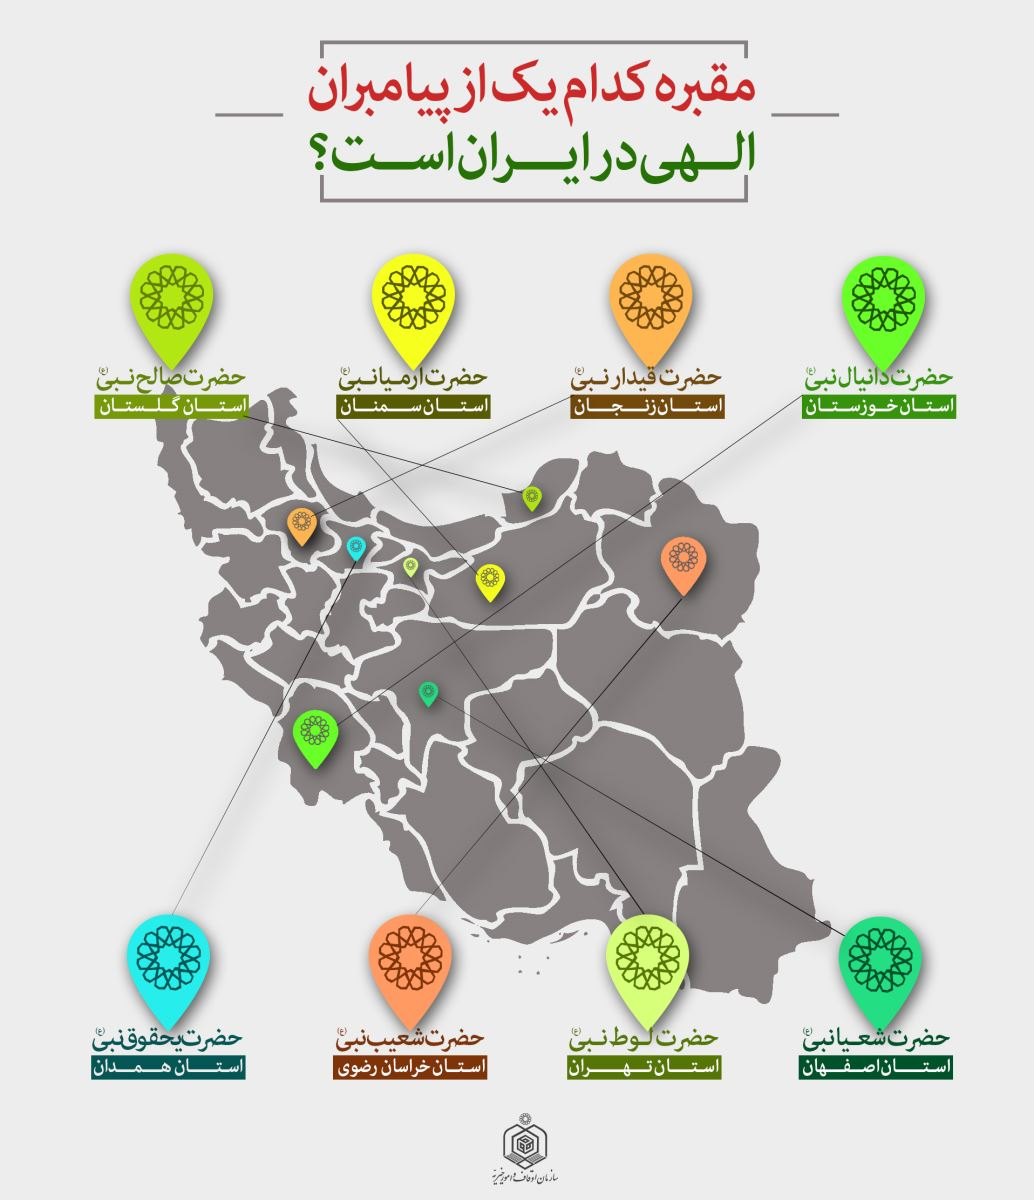 مقبره کدام یک از پیامبران
الهی در ایران است؟
حضرت دانیال نبی (ع)
استان خوزستان
حضرت قیدار نبی (ع)
استان زنجان
حضرت ارمیا نبی (ع)
استان سمنان
حضرت صالح نبی (ع)
استان گلستان
حضرت شعیا نبی (ع)
استان اصفهان
حضرت لوط نبی (ع)
استان تهران
حضرت شعیب نبی (ع)
استان خراسان رضوی
حضرت یحقوق نبی (ع)
استان همدان
سازمان اوقاف و امور خیریه